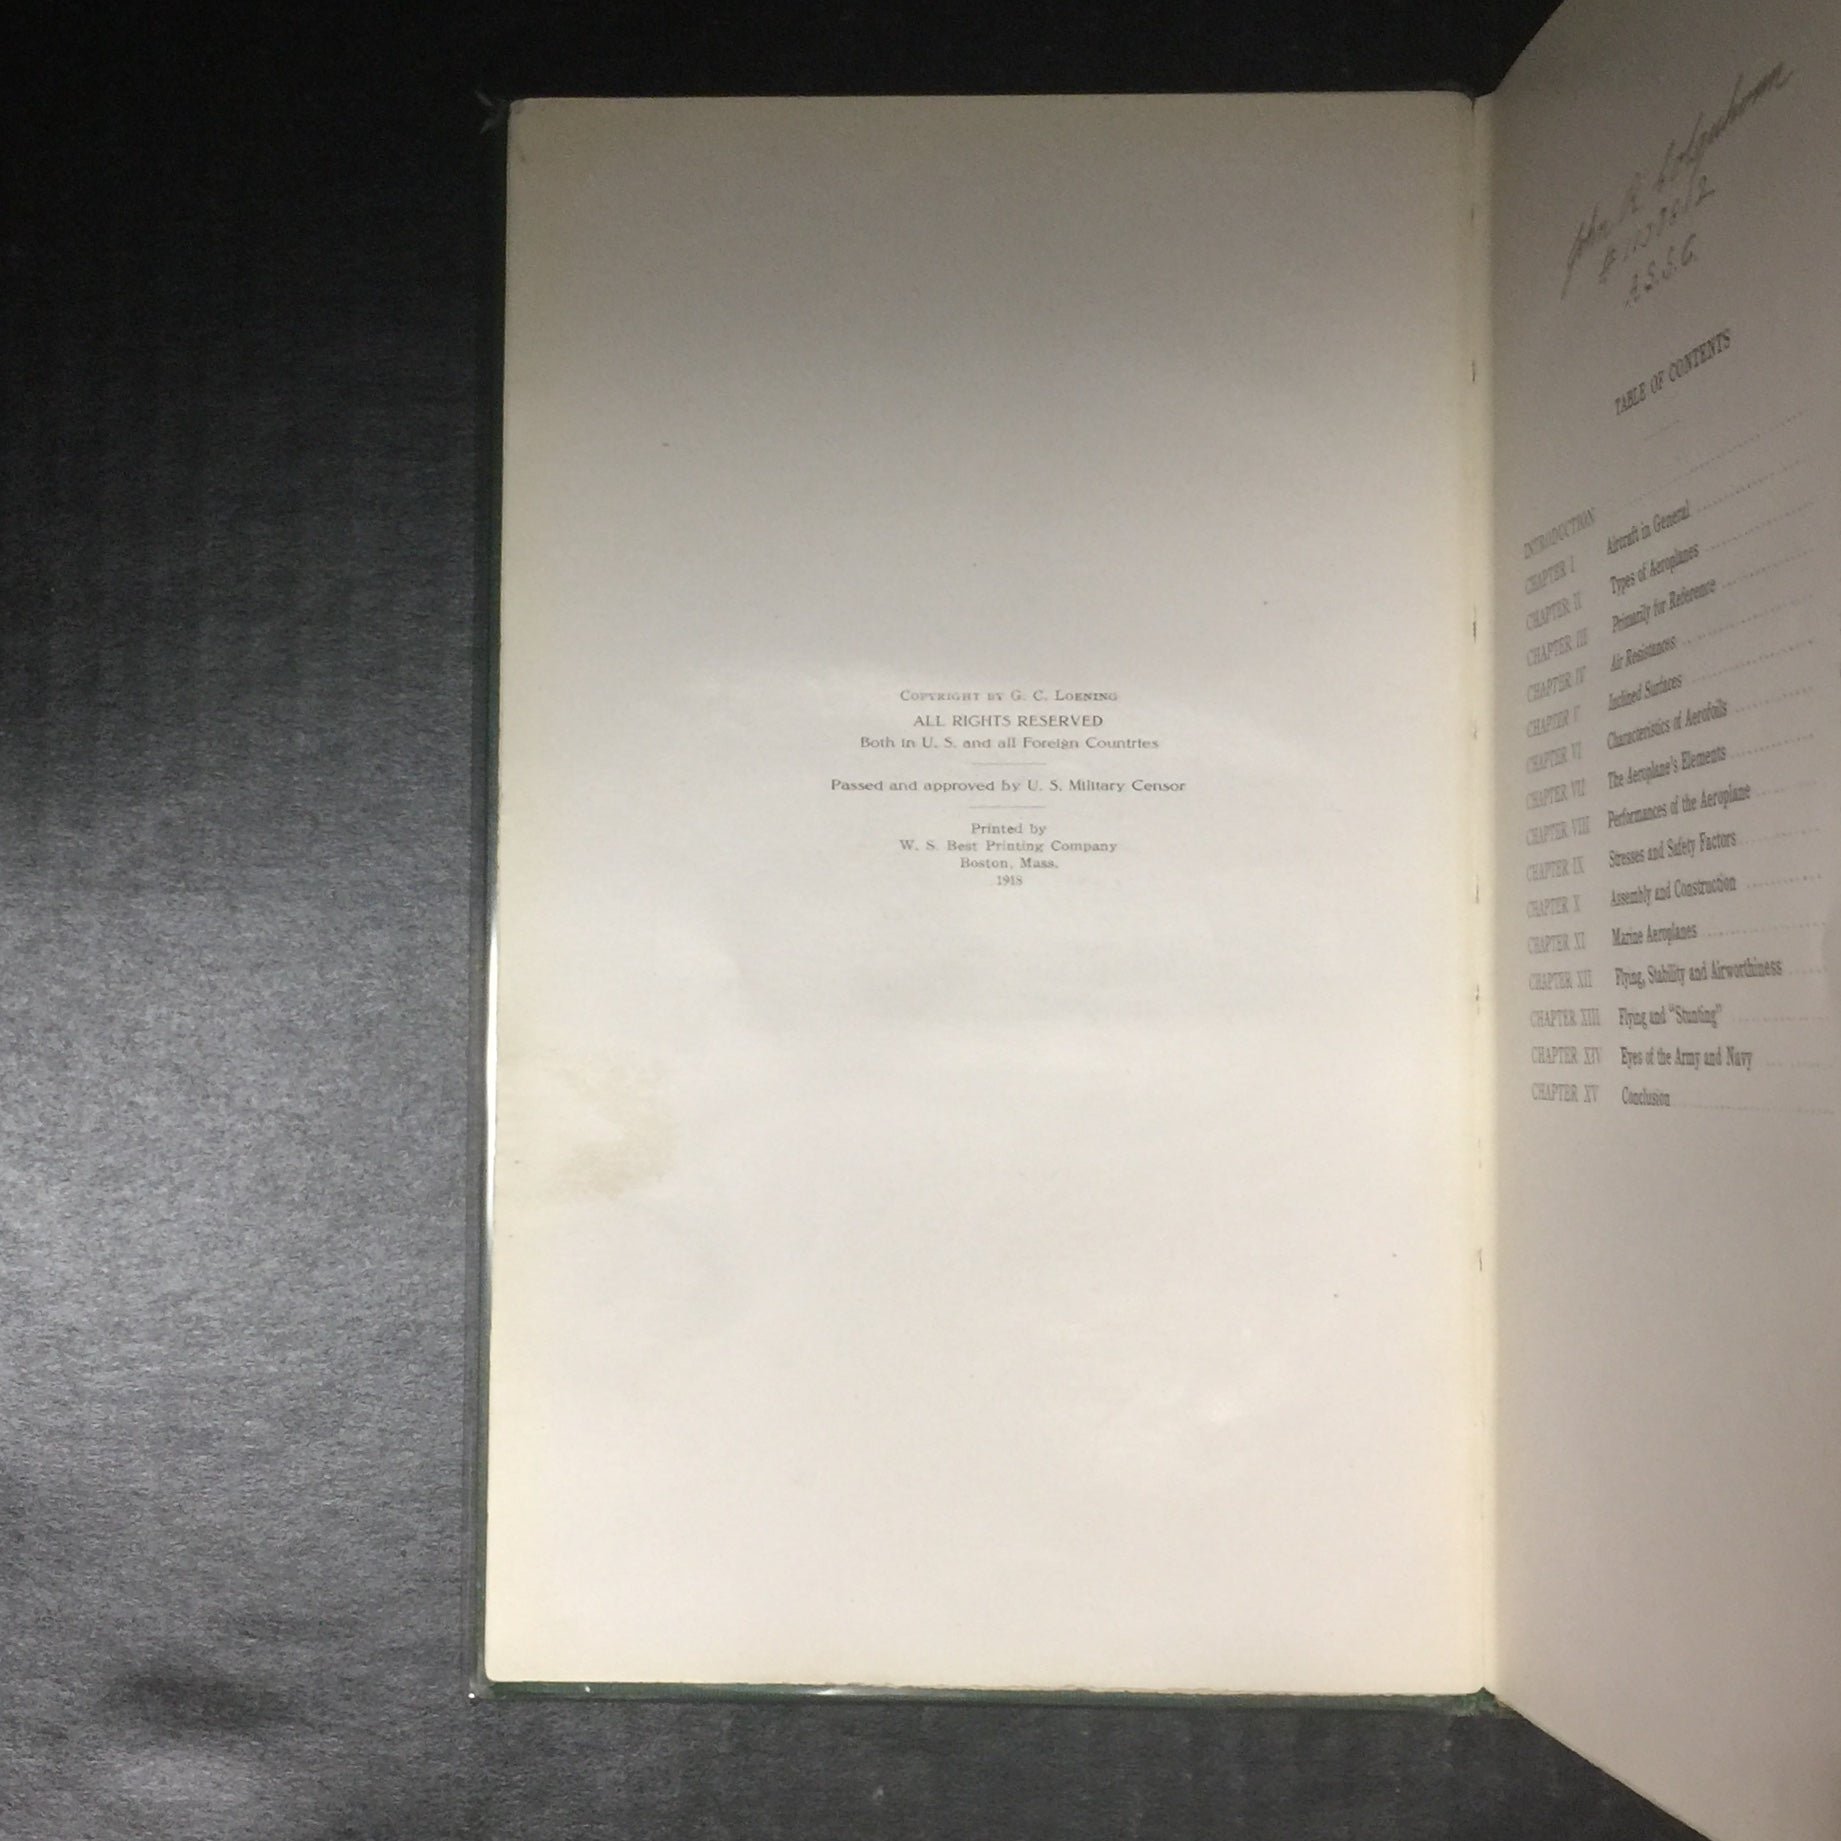 COPYRIGHT BY G. C. LOENING
ALL RIGHTS RESERVED
Both in U. S. and all Foreign Countries
Passed and approved by U. S. Military Censor
Printed by
W. S. Best Printing Company
Boston, Mass.
1918
John R.
A.S.S.C.
TABLE OF CONTENTS
INTRODUCTION
CHAPTER I Aircraft in General
CHAPTER II Types of Aeroplanes
CHAPTER III Primarily for Reference
CHAPTER IV Air Resistances
CHAPTER V Inclined Surfaces
CHAPTER VI Characteristics of Aerofoils
CHAPTER VII The Aeroplane's Elements
CHAPTER VIII Performances of the Aeroplane
CHAPTER IX Stresses and Safety Factors
CHAPTER X Assembly and Construction
CHAPTER XI Marine Aeroplanes
CHAPTER XII Flying, Stability and Airworthiness
CHAPTER XIII Flying and "Stunting"
CHAPTER XIV Eyes of the Army and Navy
CHAPTER XV Conclusion